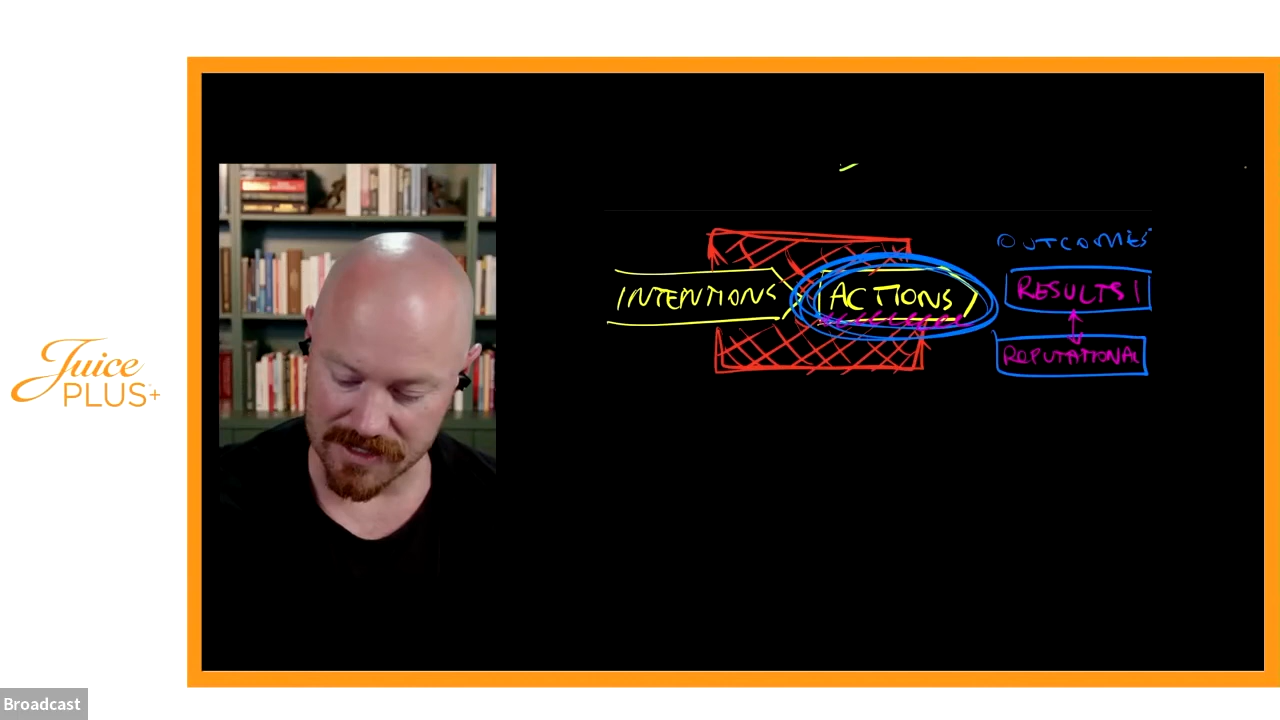 Juice
PLUS+
OUTCOMES
INTENTIONS
ACTIONS
RESULTS
REPUTATIONAL
Broadcast